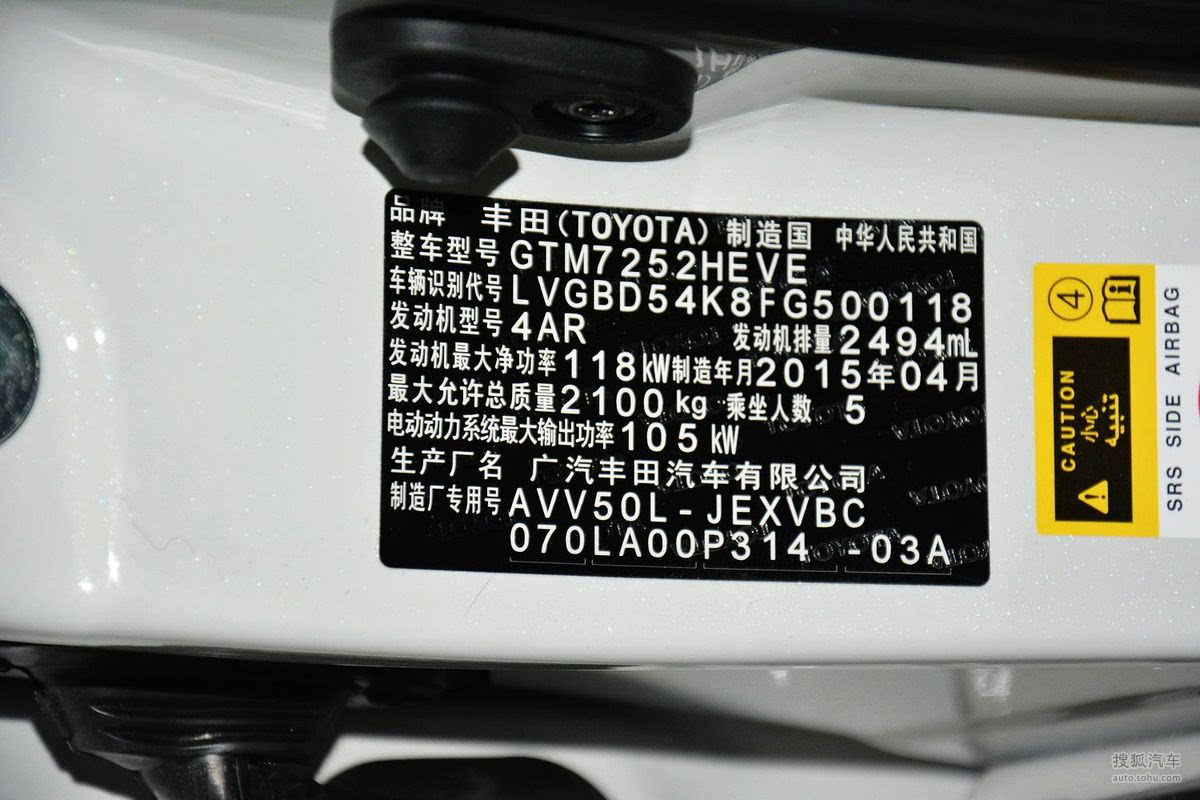 品牌 丰田(TOYOTA) 制造国 中华人民共和国
整车型号 GTM7252HEVE
车辆识别代号 LVGBD54K8FG500118
发动机型号 4AR 发动机排量 2494mL
发动机最大净功率 118kW 制造年月 2015年04月
最大允许总质量 2100 kg 乘坐人数 5
电动动力系统最大输出功率 105 kW
生产厂名 广汽丰田汽车有限公司
制造厂专用号 AVV50L-JEXVBC
070LA00P314 -03A
4
CAUTION
SRS SIDE AIRBAG
搜狐汽车
auto.sohu.com